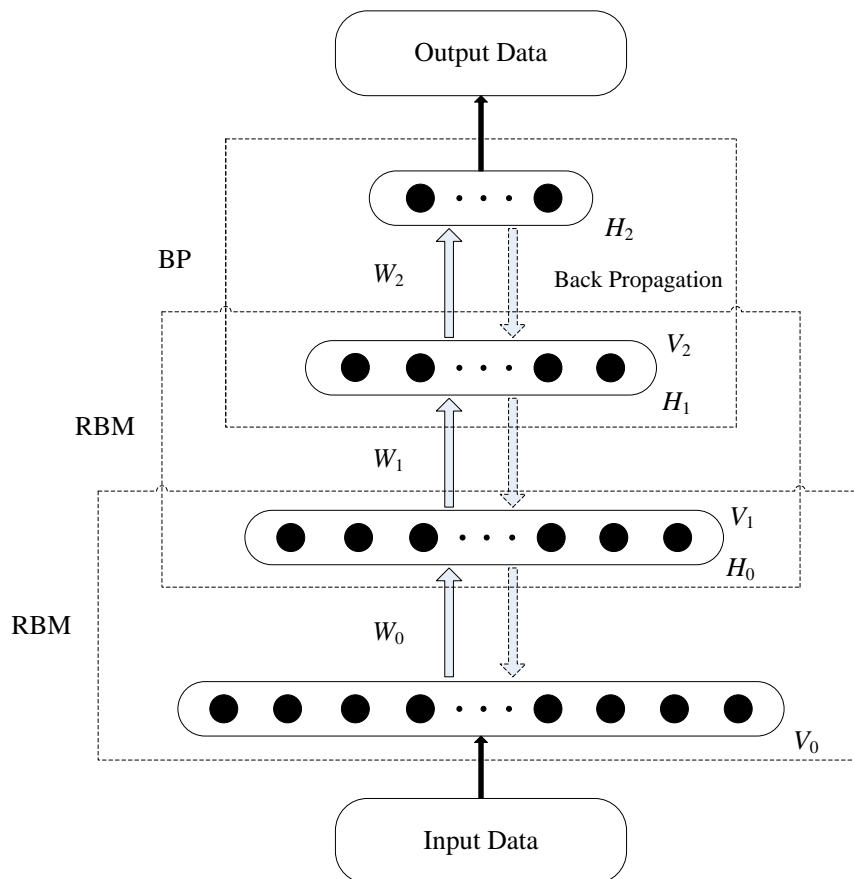 Output Data
H2
BP
W2
Back Propagation
V2
H1
RBM
W1
V1
H0
RBM
W0
V0
Input Data